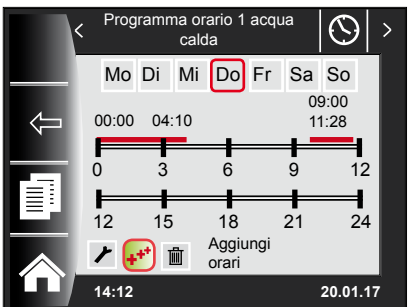 < Programma orario 1 acqua >
calda
Mo Di Mi Do Fr Sa So
09:00
00:00 04:10 11:28
0 3 6 9 12
12 15 18 21 24
Aggiungi
orari
14:12 20.01.17